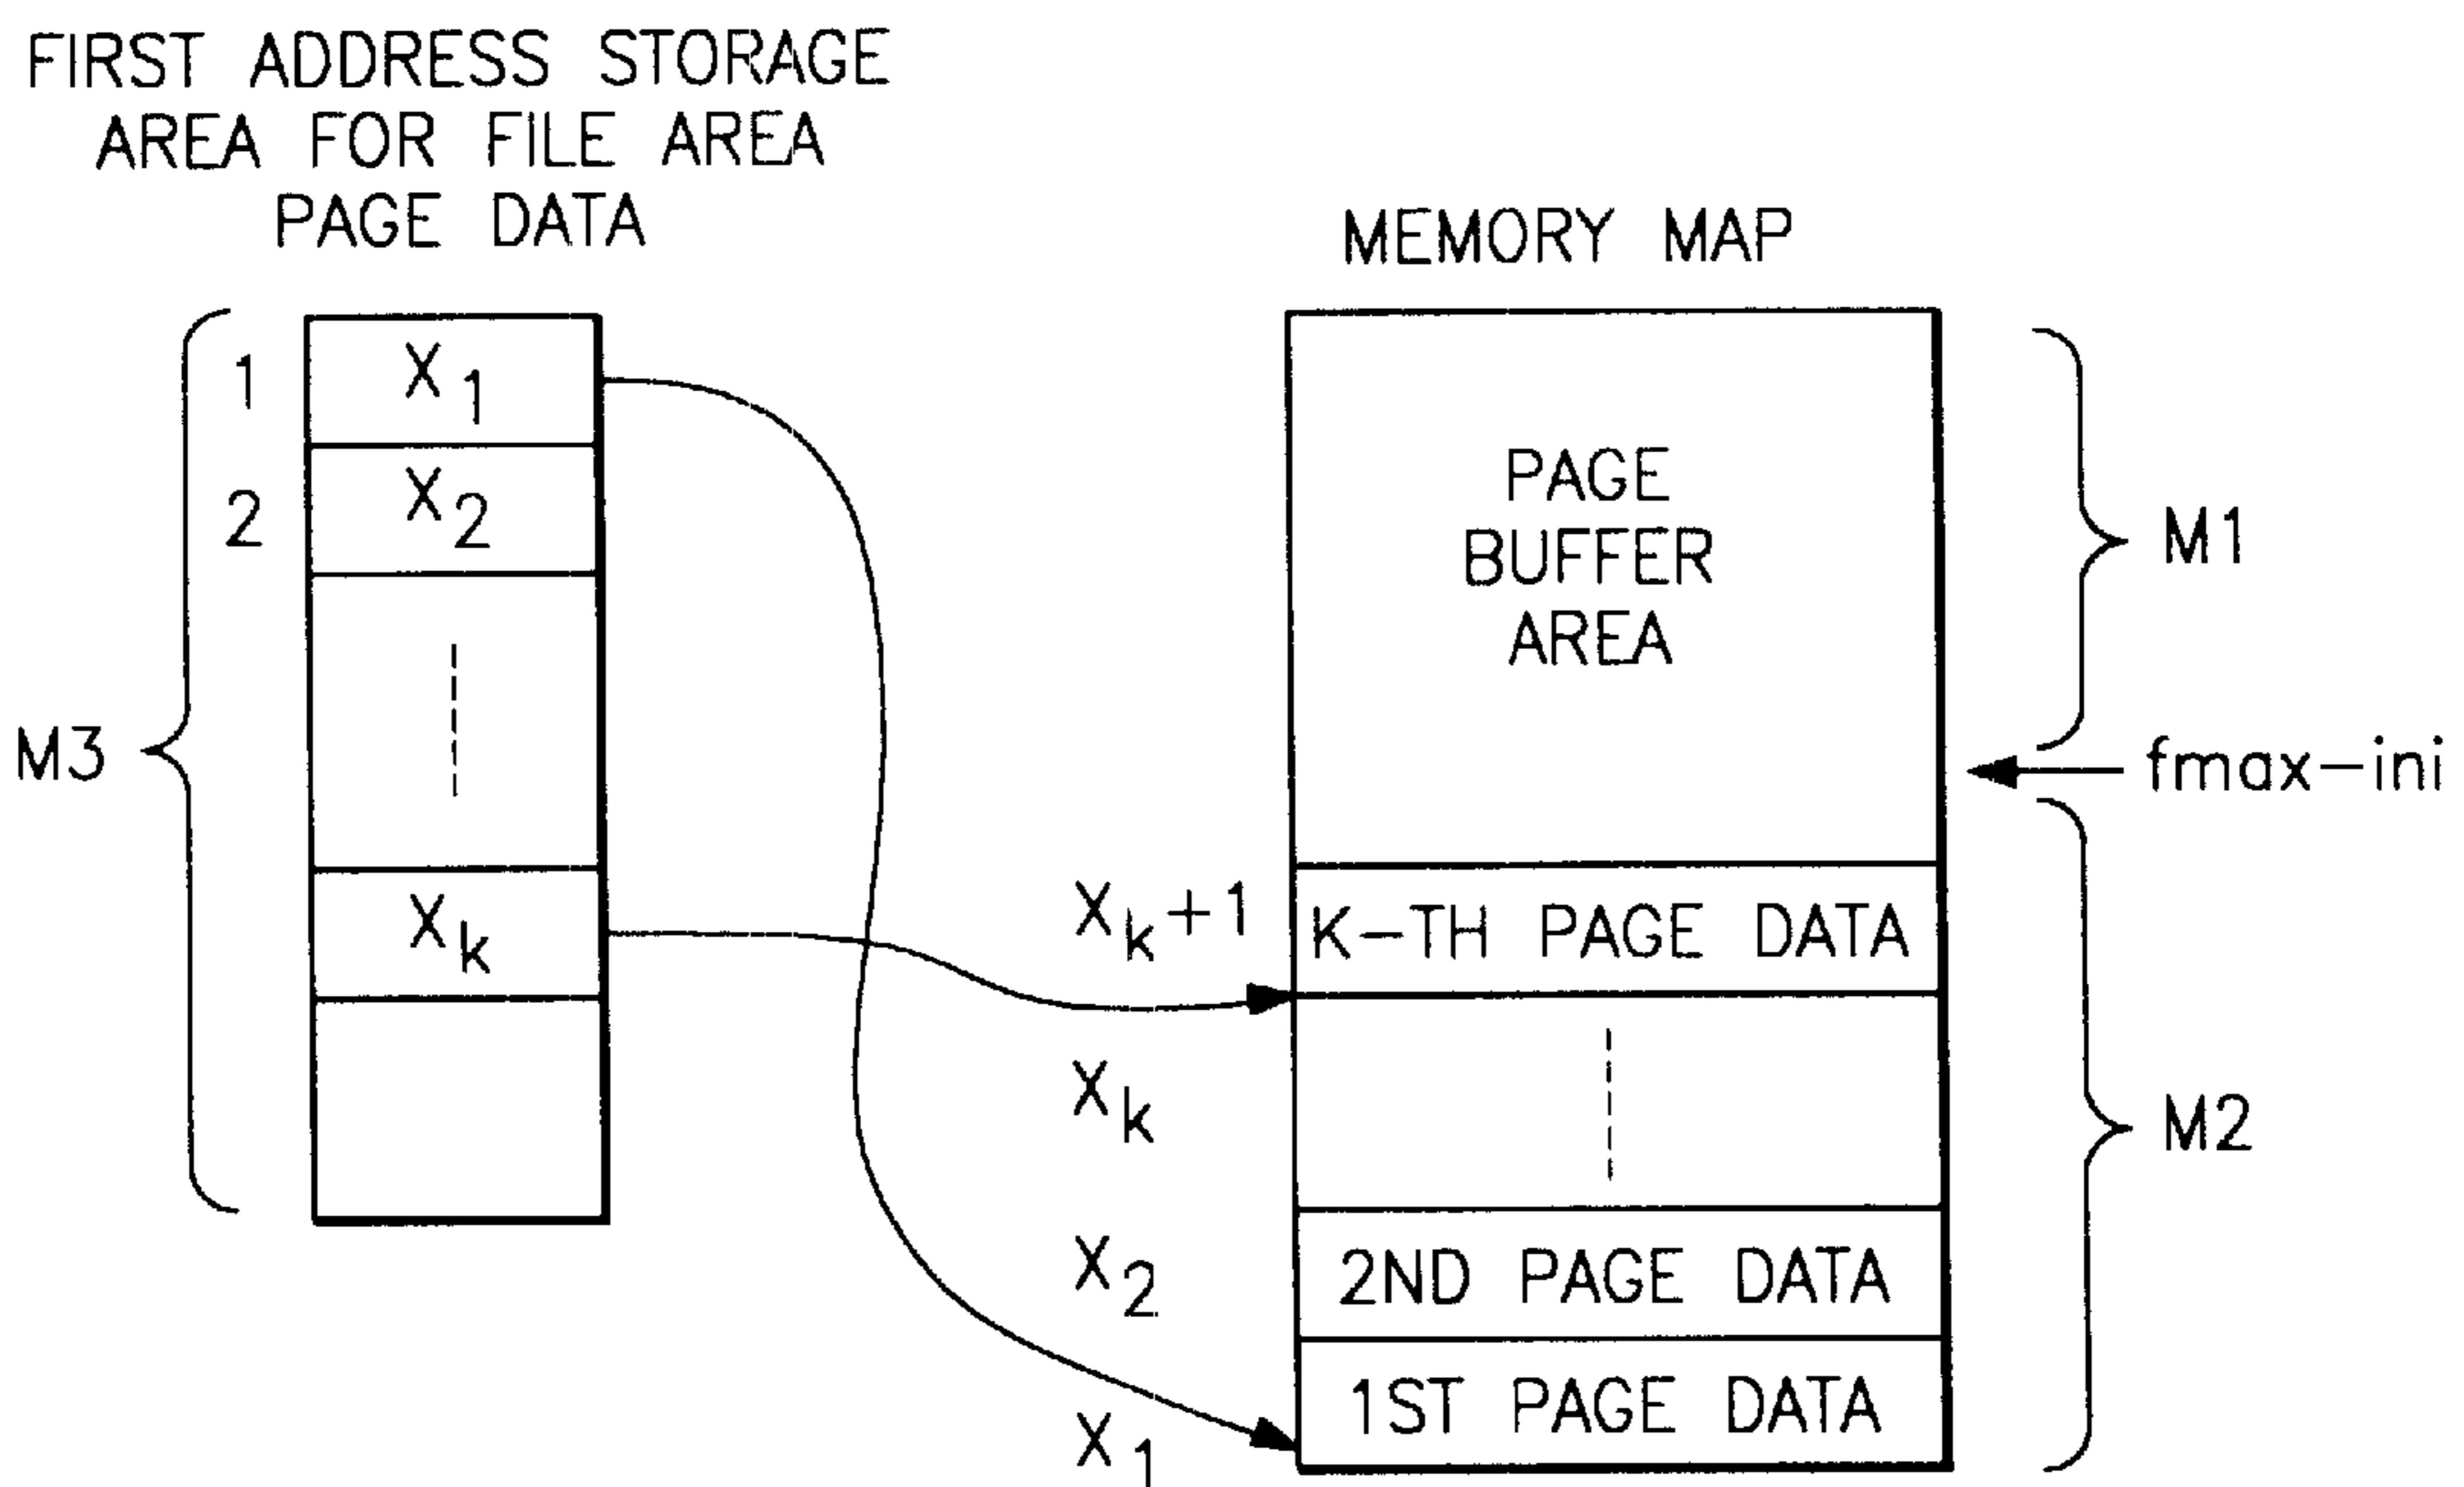 FIRST ADDRESS STORAGE
AREA FOR FILE AREA
PAGE DATA
M3
1
X1
2
X2
Xk
MEMORY MAP
PAGE
BUFFER
AREA
M1
fmax-ini
Xk+1
K-TH PAGE DATA
Xk
M2
X2
2ND PAGE DATA
X1
1ST PAGE DATA